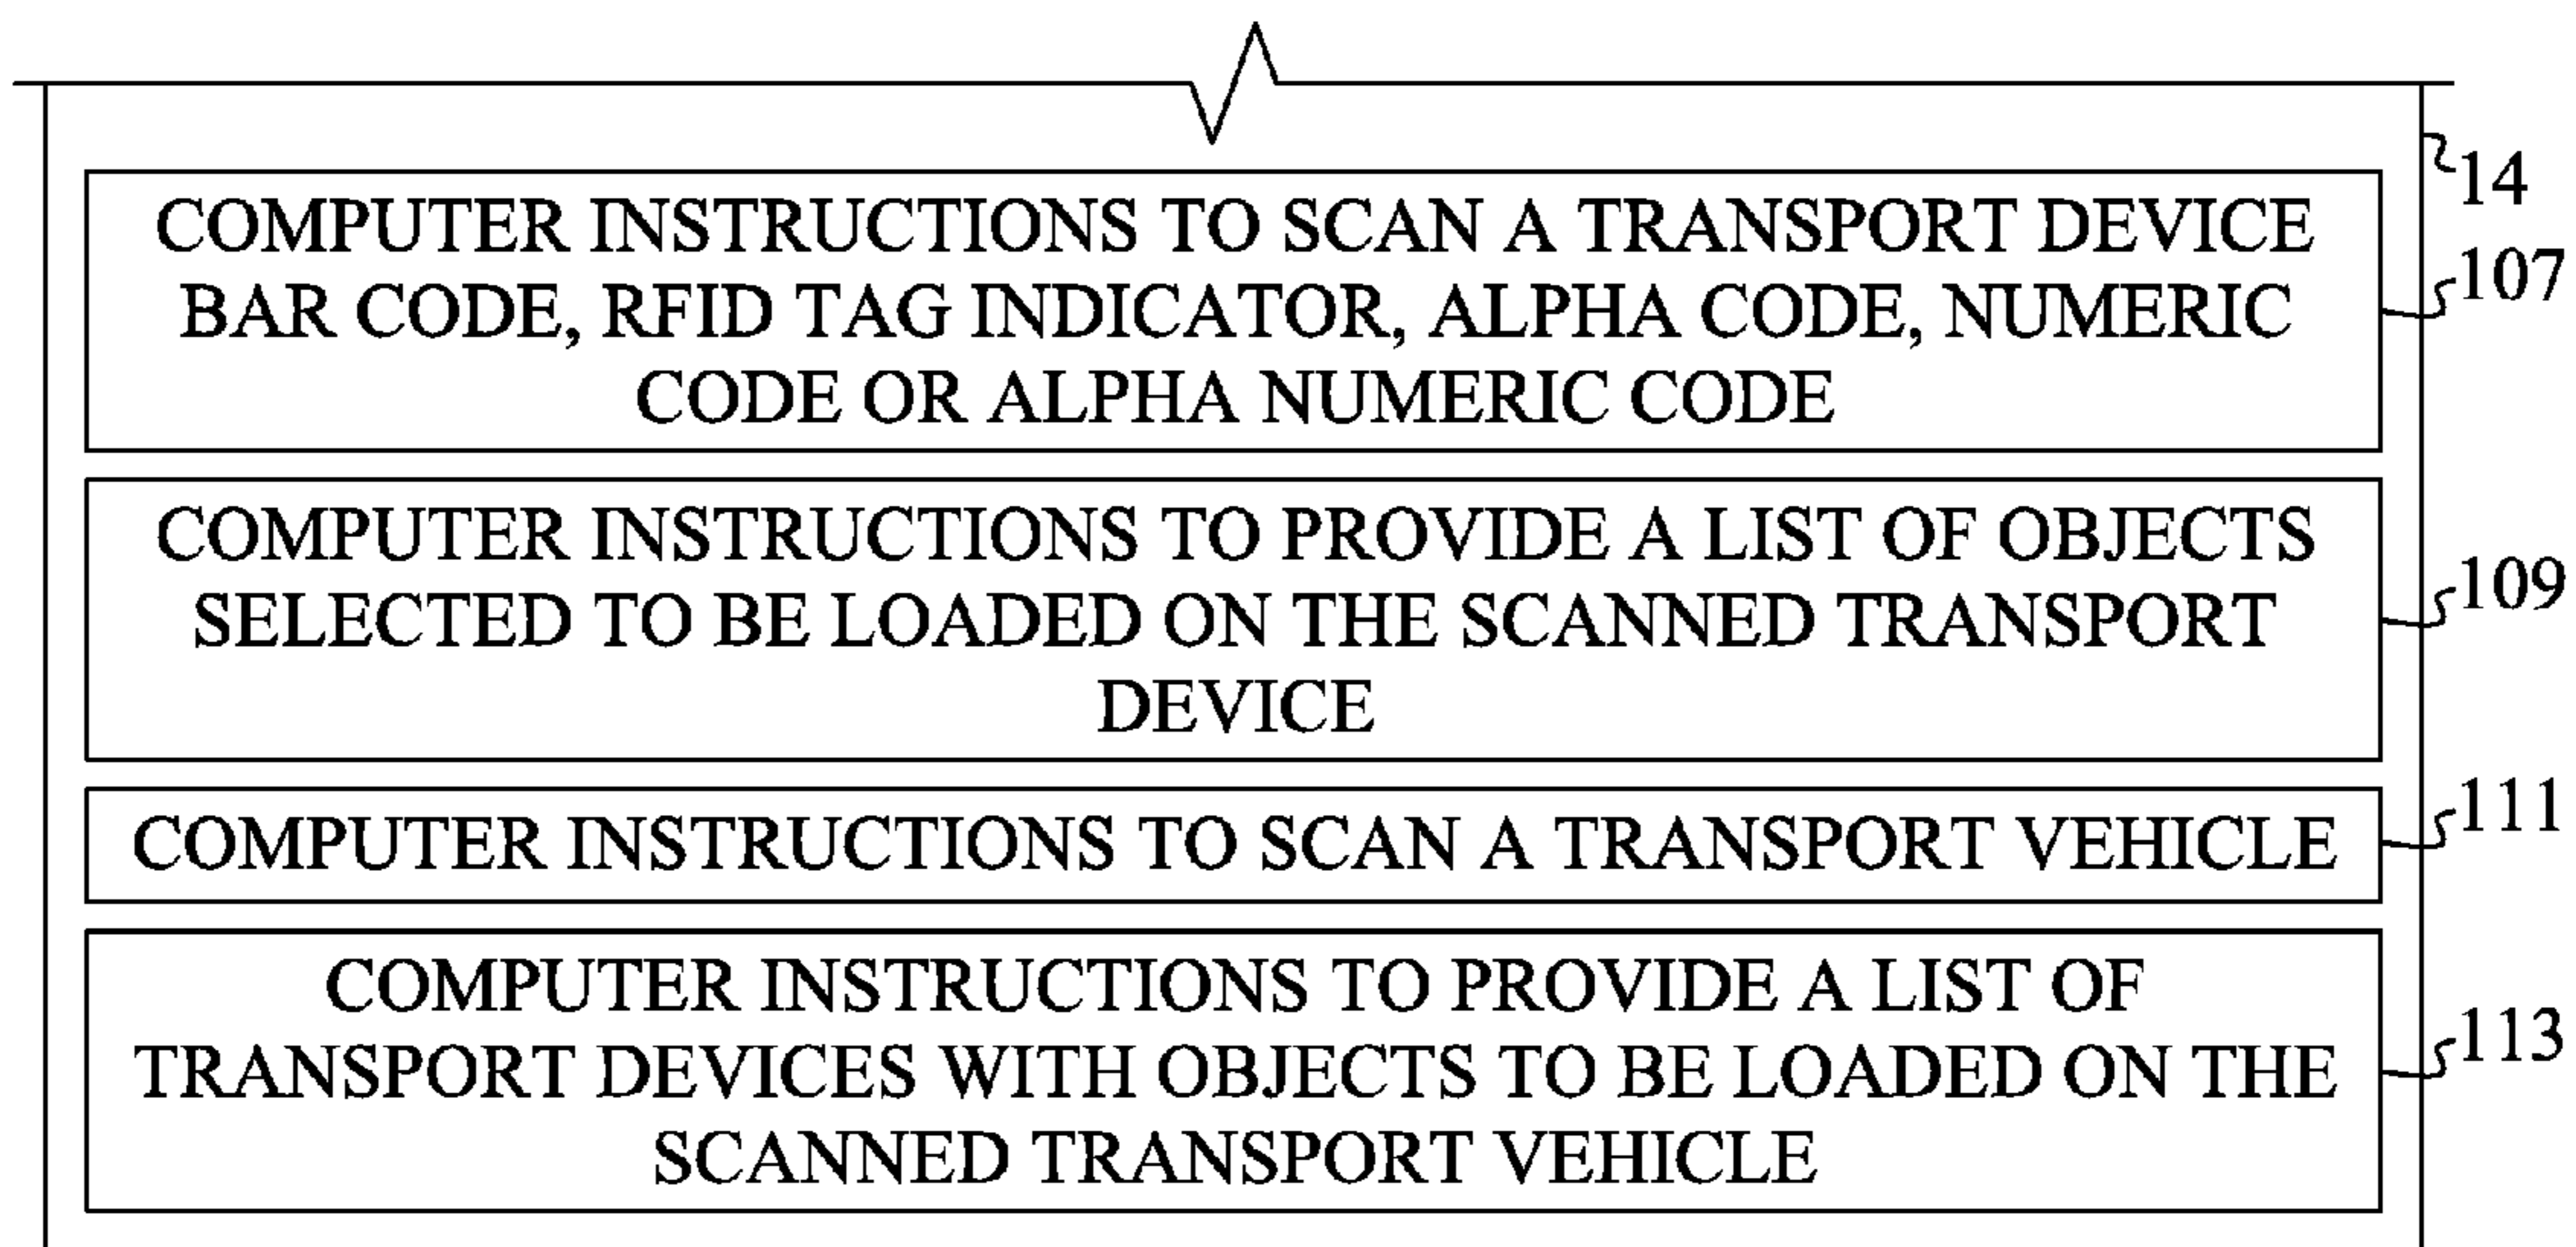 14
COMPUTER INSTRUCTIONS TO SCAN A TRANSPORT DEVICE
BAR CODE, RFID TAG INDICATOR, ALPHA CODE, NUMERIC
CODE OR ALPHA NUMERIC CODE
107
COMPUTER INSTRUCTIONS TO PROVIDE A LIST OF OBJECTS
SELECTED TO BE LOADED ON THE SCANNED TRANSPORT
DEVICE
109
COMPUTER INSTRUCTIONS TO SCAN A TRANSPORT VEHICLE
111
COMPUTER INSTRUCTIONS TO PROVIDE A LIST OF
TRANSPORT DEVICES WITH OBJECTS TO BE LOADED ON THE
SCANNED TRANSPORT VEHICLE
113